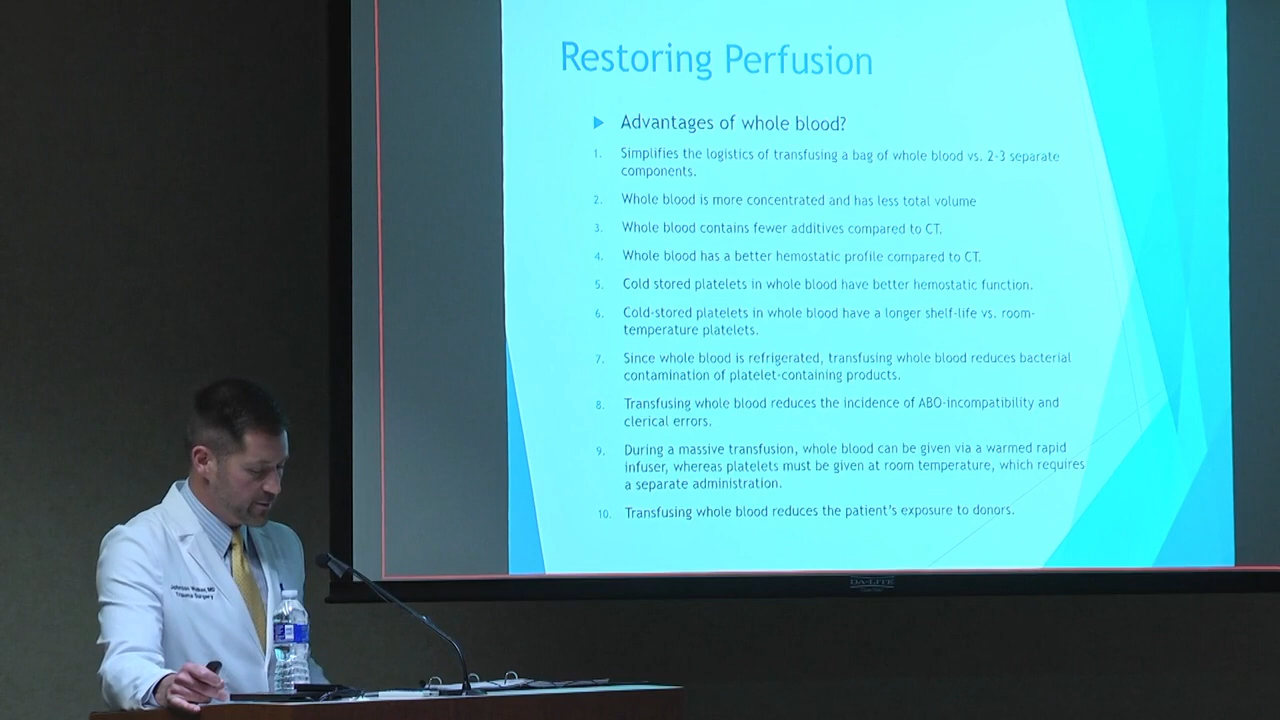 Restoring Perfusion
Advantages of whole blood?
1. Simplifies the logistics of transfusing a bag of whole blood vs. 2-3 separate
components.
2. Whole blood is more concentrated and has less total volume
3. Whole blood contains fewer additives compared to CT.
4. Whole blood has a better hemostatic profile compared to CT.
5. Cold stored platelets in whole blood have better hemostatic function.
6. Cold-stored platelets in whole blood have a longer shelf-life vs. room-
temperature platelets.
7. Since whole blood is refrigerated, transfusing whole blood reduces bacterial
contamination of platelet-containing products.
8. Transfusing whole blood reduces the incidence of ABO-incompatibility and
clerical errors.
9. During a massive transfusion, whole blood can be given via a warmed rapid
infuser, whereas platelets must be given at room temperature, which requires
a separate administration.
10. Transfusing whole blood reduces the patient's exposure to donors.
DA-LITE
MD
Trauma Surgery